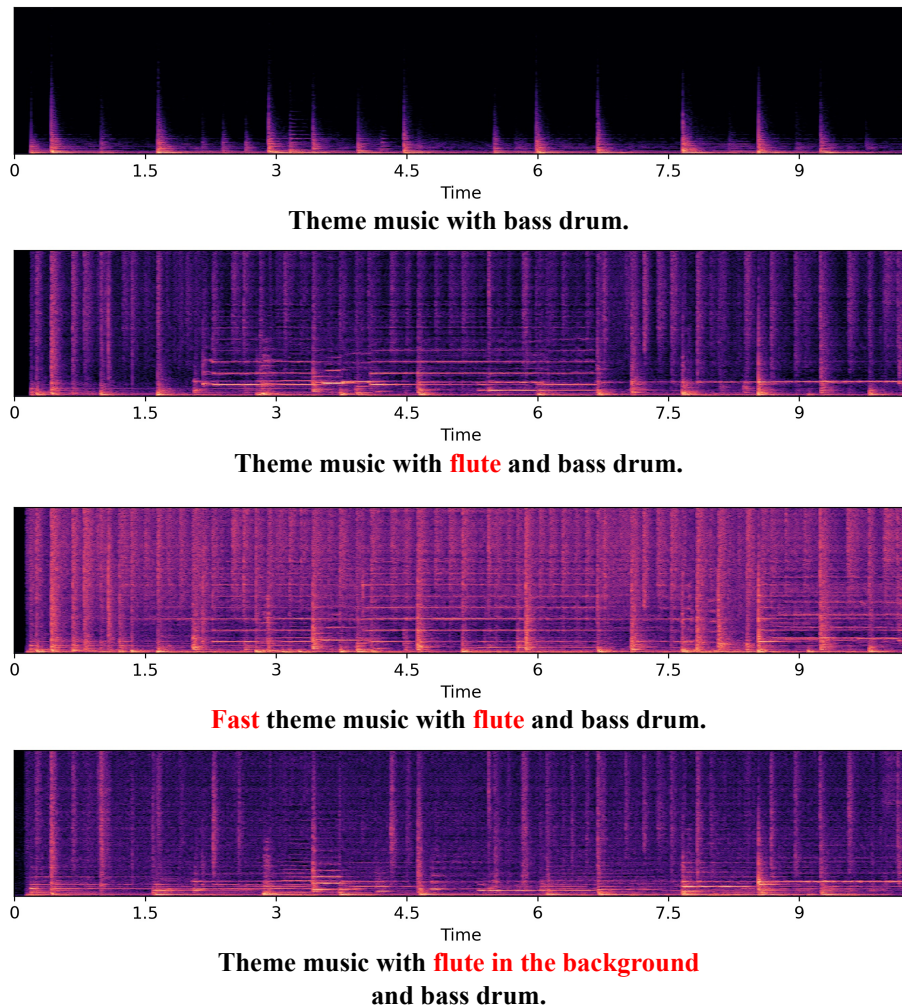 0 1.5 3 4.5 6 7.5 9
Time
Theme music with bass drum.
0 1.5 3 4.5 6 7.5 9
Time
Theme music with flute and bass drum.
0 1.5 3 4.5 6 7.5 9
Time
Fast theme music with flute and bass drum.
0 1.5 3 4.5 6 7.5 9
Time
Theme music with flute in the background
and bass drum.